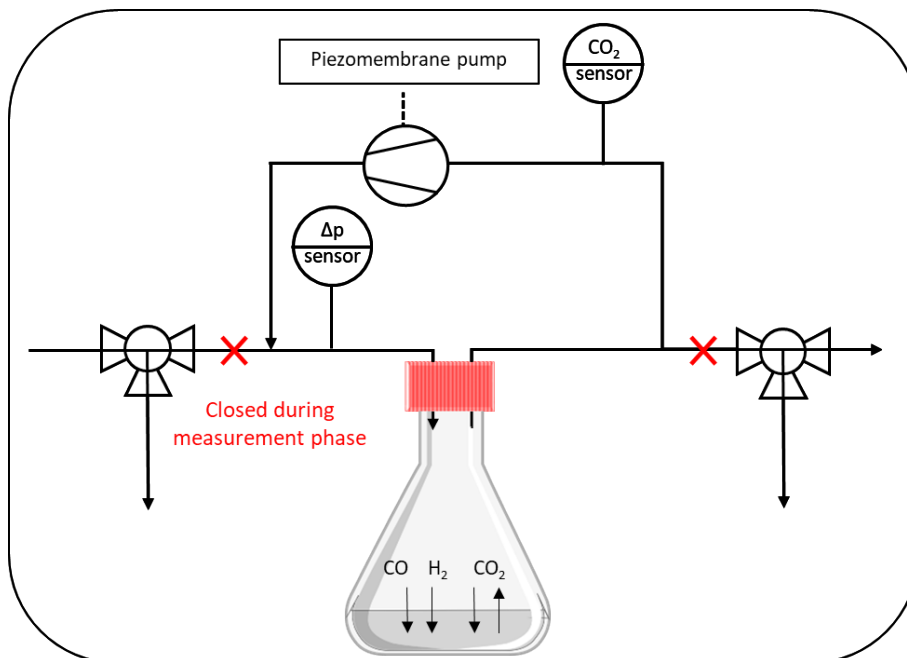 Piezomembrane pump
CO₂
sensor
Δp
sensor
Closed during
measurement phase
CO H₂ CO₂